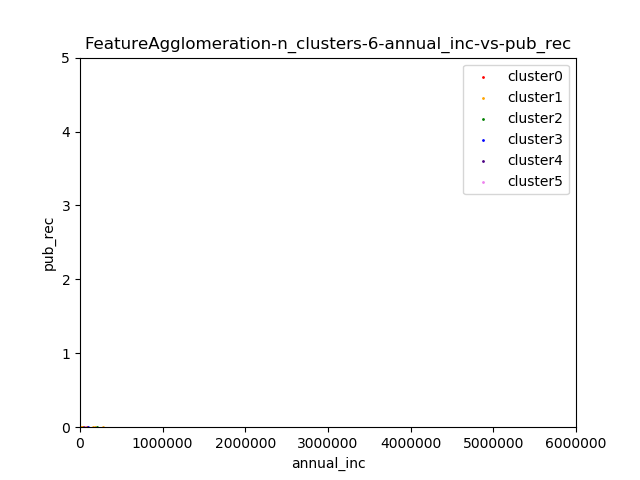 FeatureAgglomeration-n_clusters-6-annual_inc-vs-pub_rec
cluster0
cluster1
cluster2
cluster3
cluster4
cluster5
pub_rec
5
4
3
2
1
0
0 1000000 2000000 3000000 4000000 5000000 6000000
annual_inc